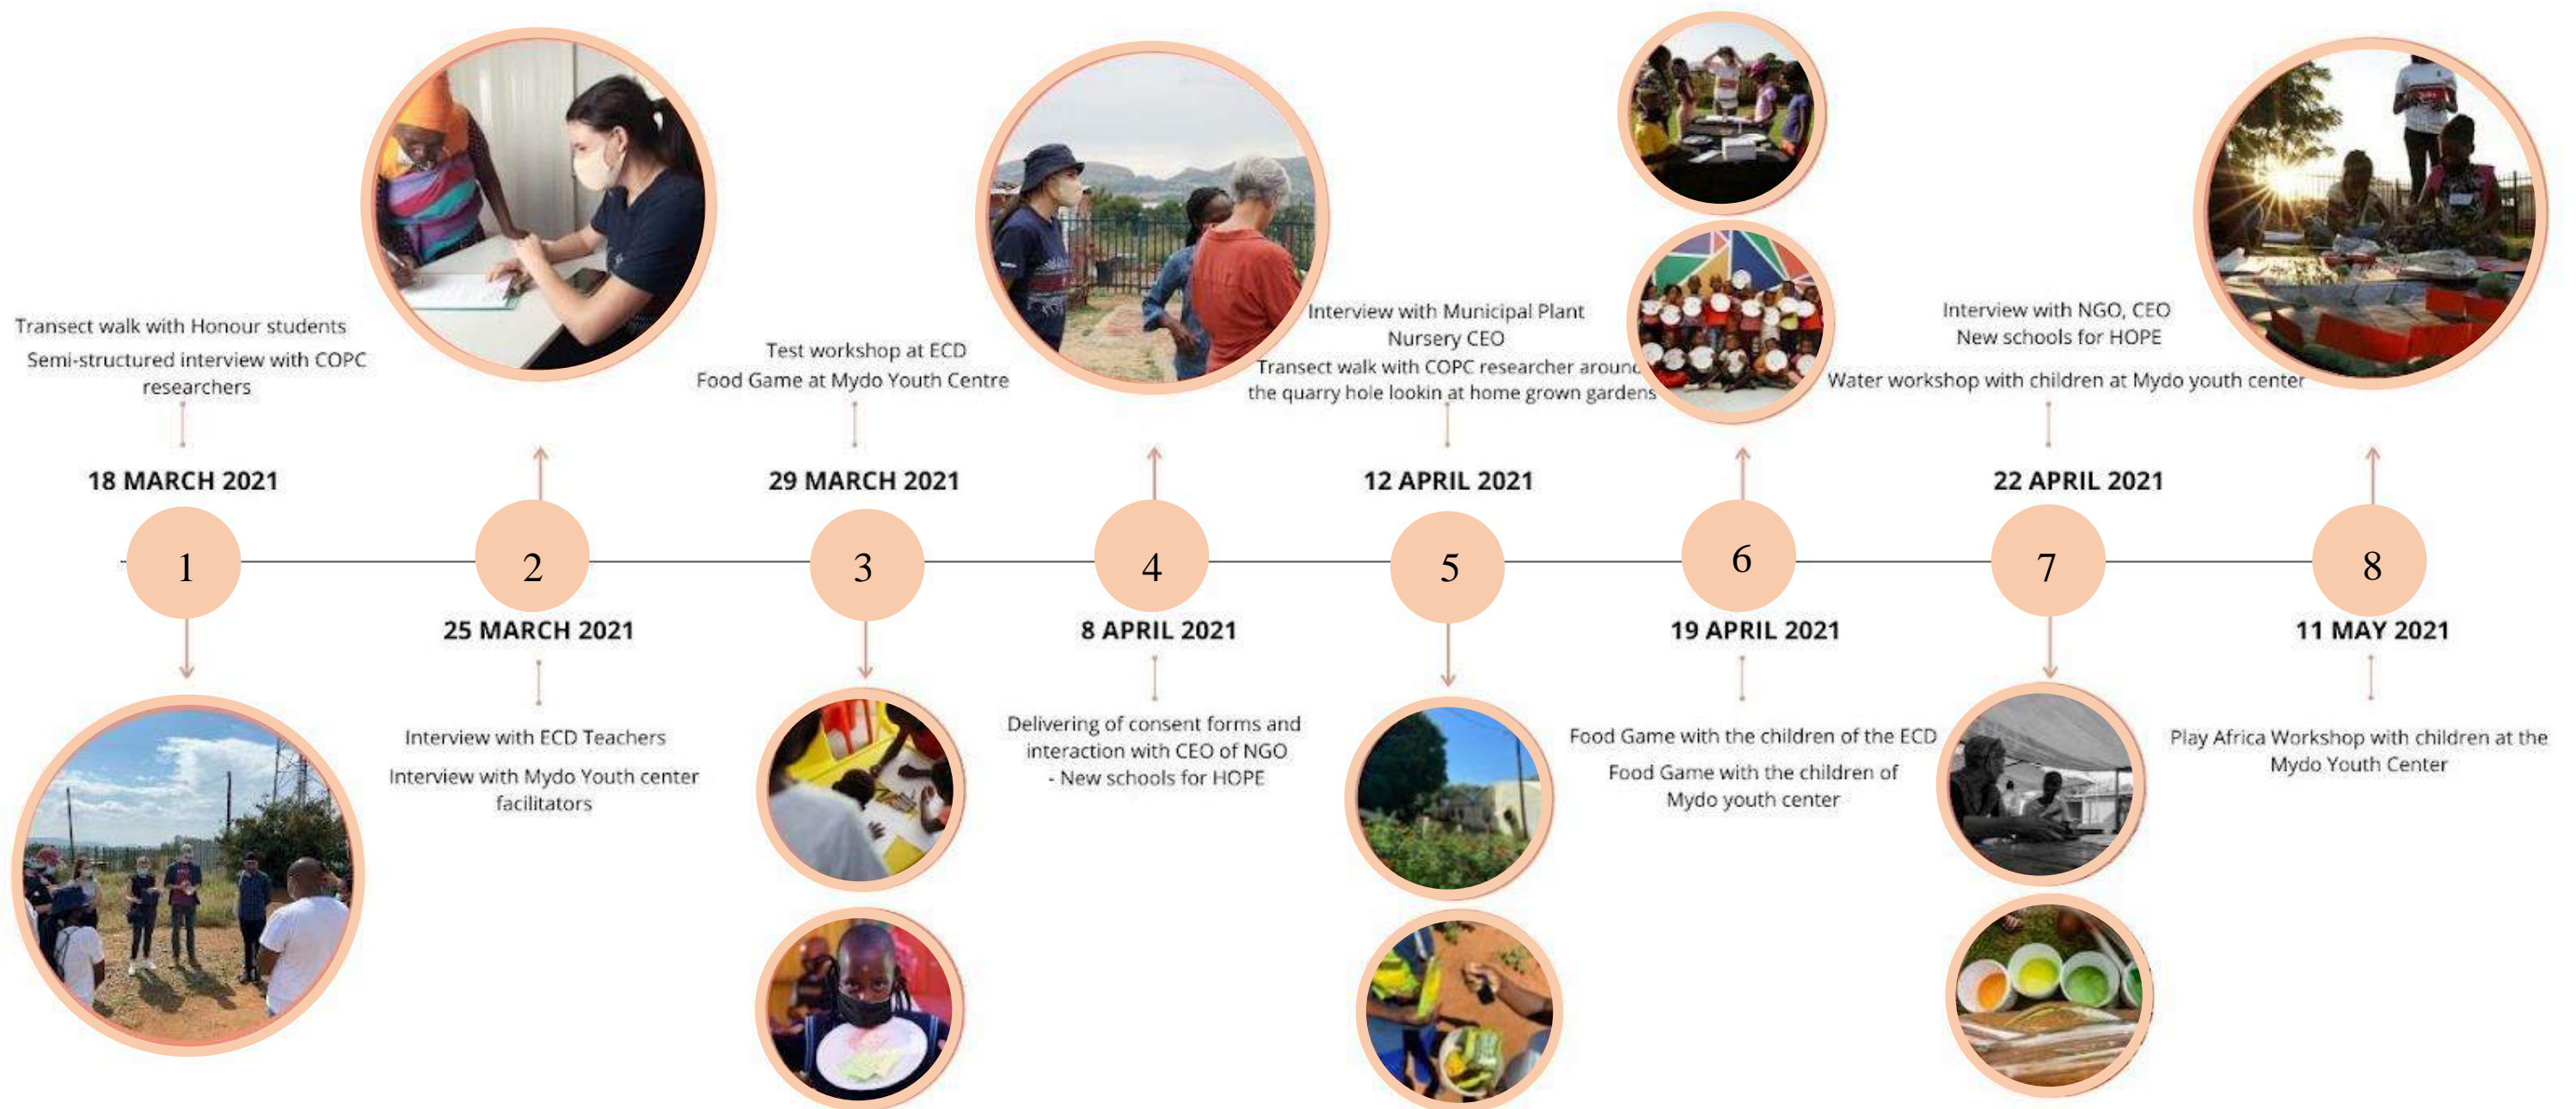 Transect walk with Honour students
Semi-structured interview with COPC
researchers
18 MARCH 2021
1
2
25 MARCH 2021
Interview with ECD Teachers
Interview with Mydo Youth center
facilitators
Test workshop at ECD
Food Game at Mydo Youth Centre
29 MARCH 2021
3
4
8 APRIL 2021
Delivering of consent forms and
interaction with CEO of NGO
- New schools for HOPE
Interview with Municipal Plant
Nursery CEO
Transect walk with COPC researcher around
the quarry hole lookin at home grown gardens
12 APRIL 2021
5
6
19 APRIL 2021
Food Game with the children of the ECD
Food Game with the children of
Mydo youth center
Interview with NGO, CEO
New schools for HOPE
Water workshop with children at Mydo youth center
22 APRIL 2021
7
8
11 MAY 2021
Play Africa Workshop with children at the
Mydo Youth Center